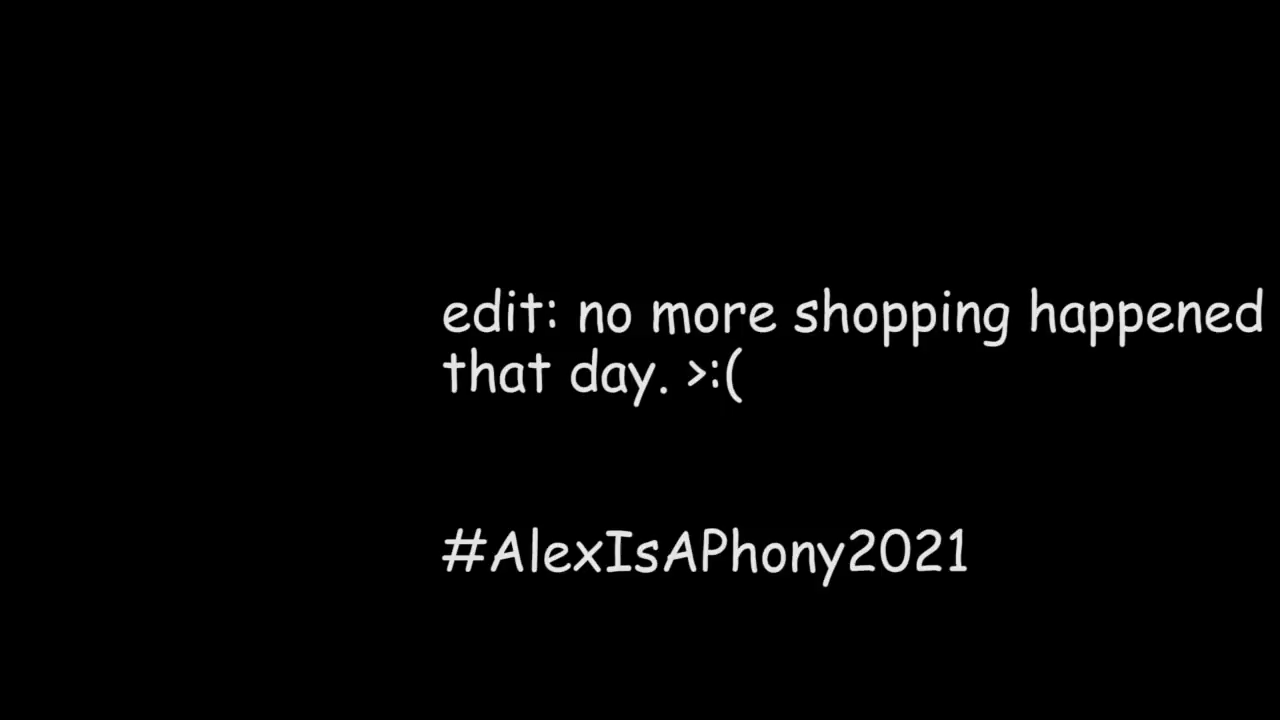 edit: no more shopping happened
that day. >:(
#AlexIsAPhony2021